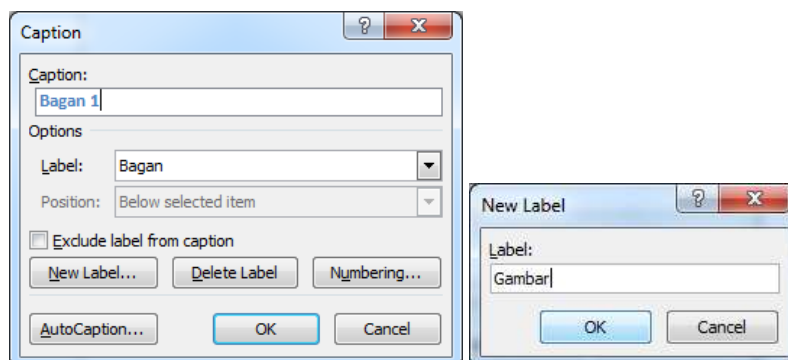 Caption
Caption:
Bagan 1
Options
Label: Bagan
Position: Below selected item
Exclude label from caption
New Label... Delete Label Numbering...
AutoCaption... OK Cancel
New Label
Label:
Gambar
OK Cancel